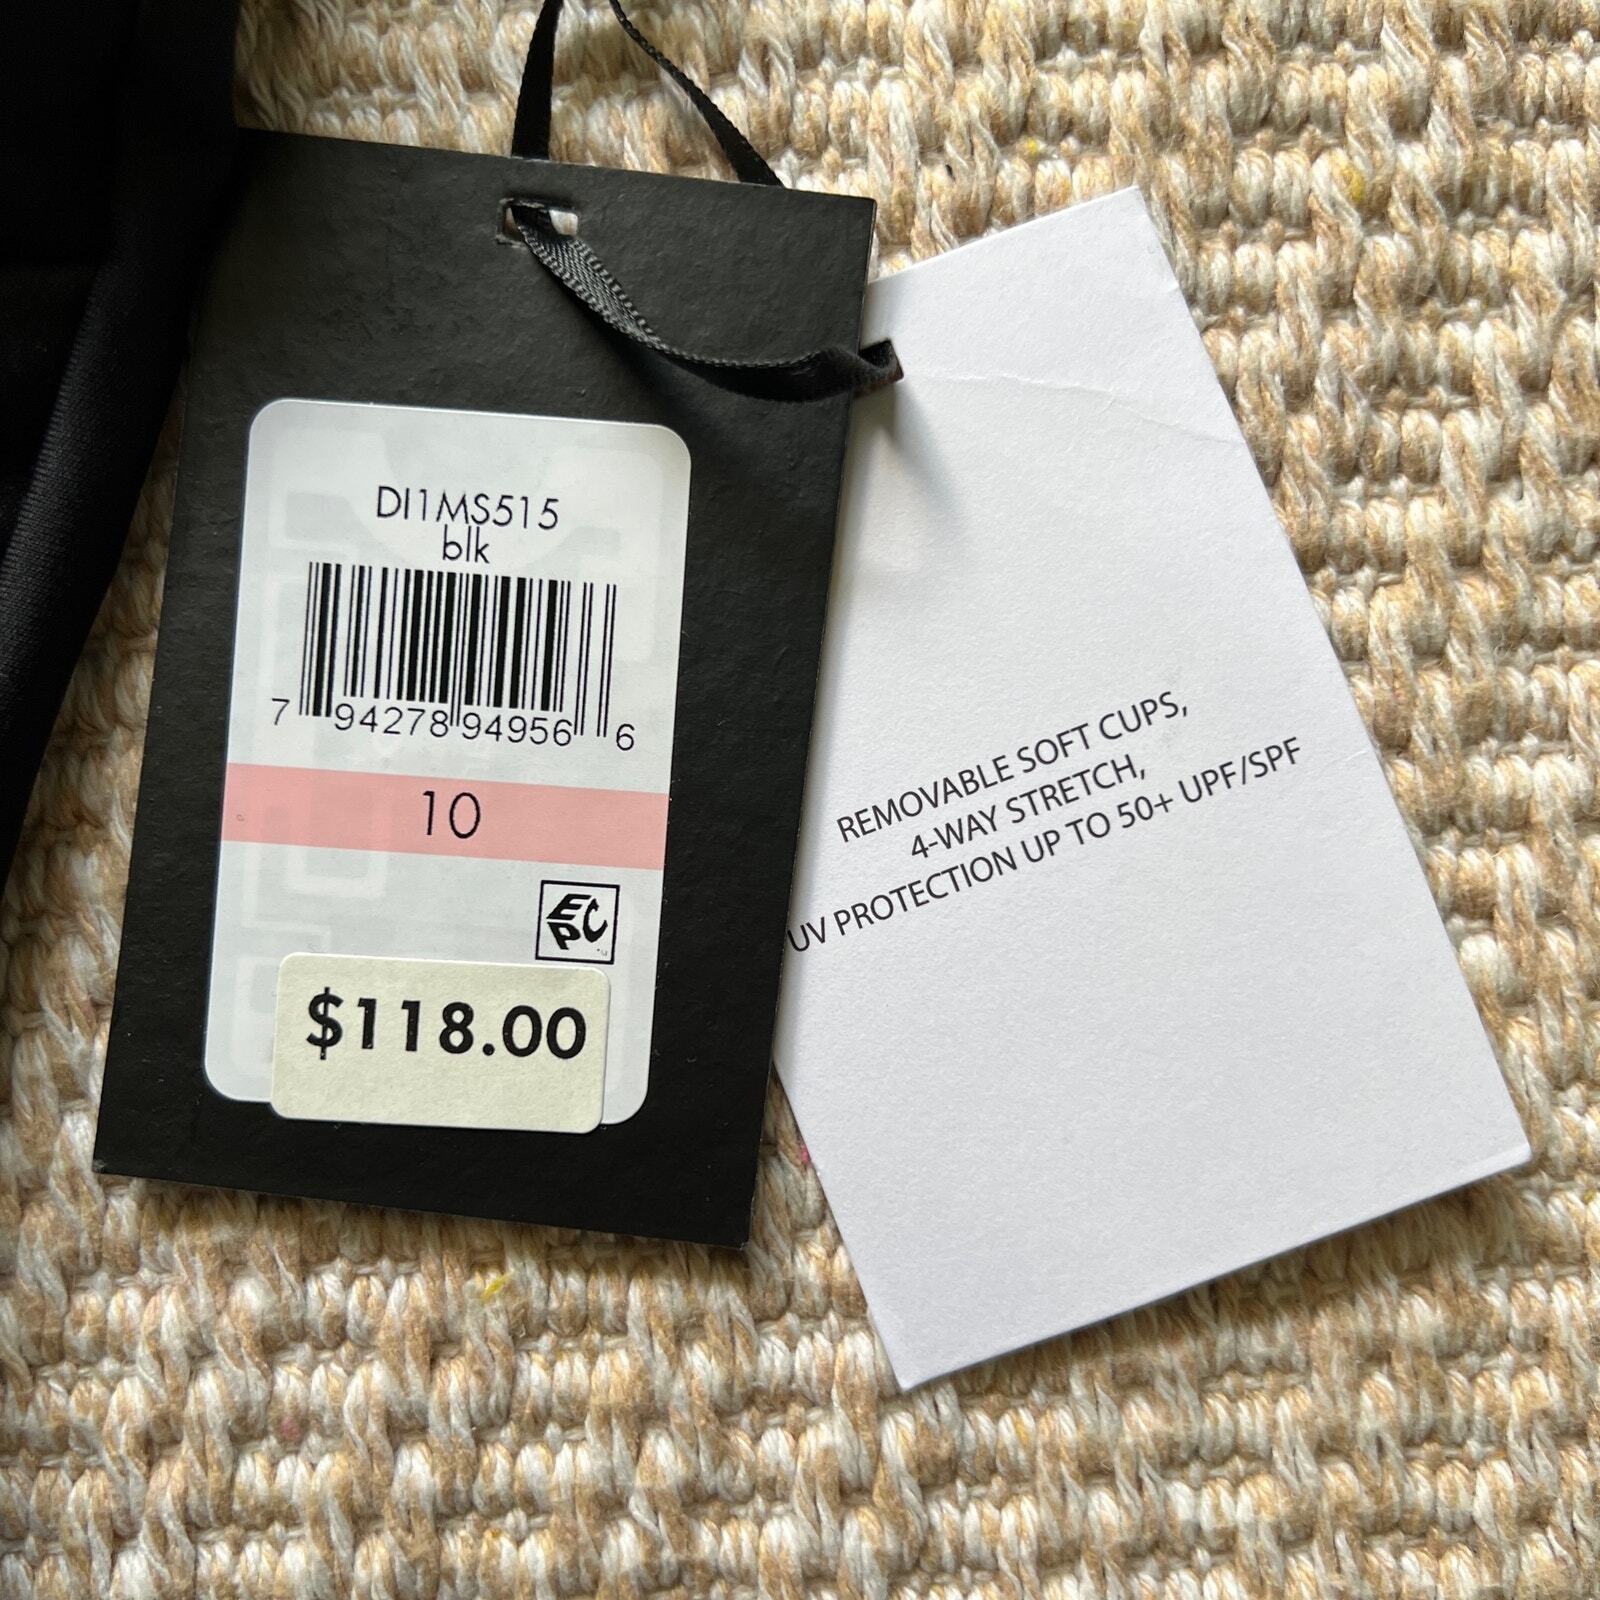 DI1MS515
blk
7 94278 94956 6
10
EPC
$118.00
REMOVABLE SOFT CUPS,
4-WAY STRETCH,
UV PROTECTION UP TO 50+ UPF/SPF